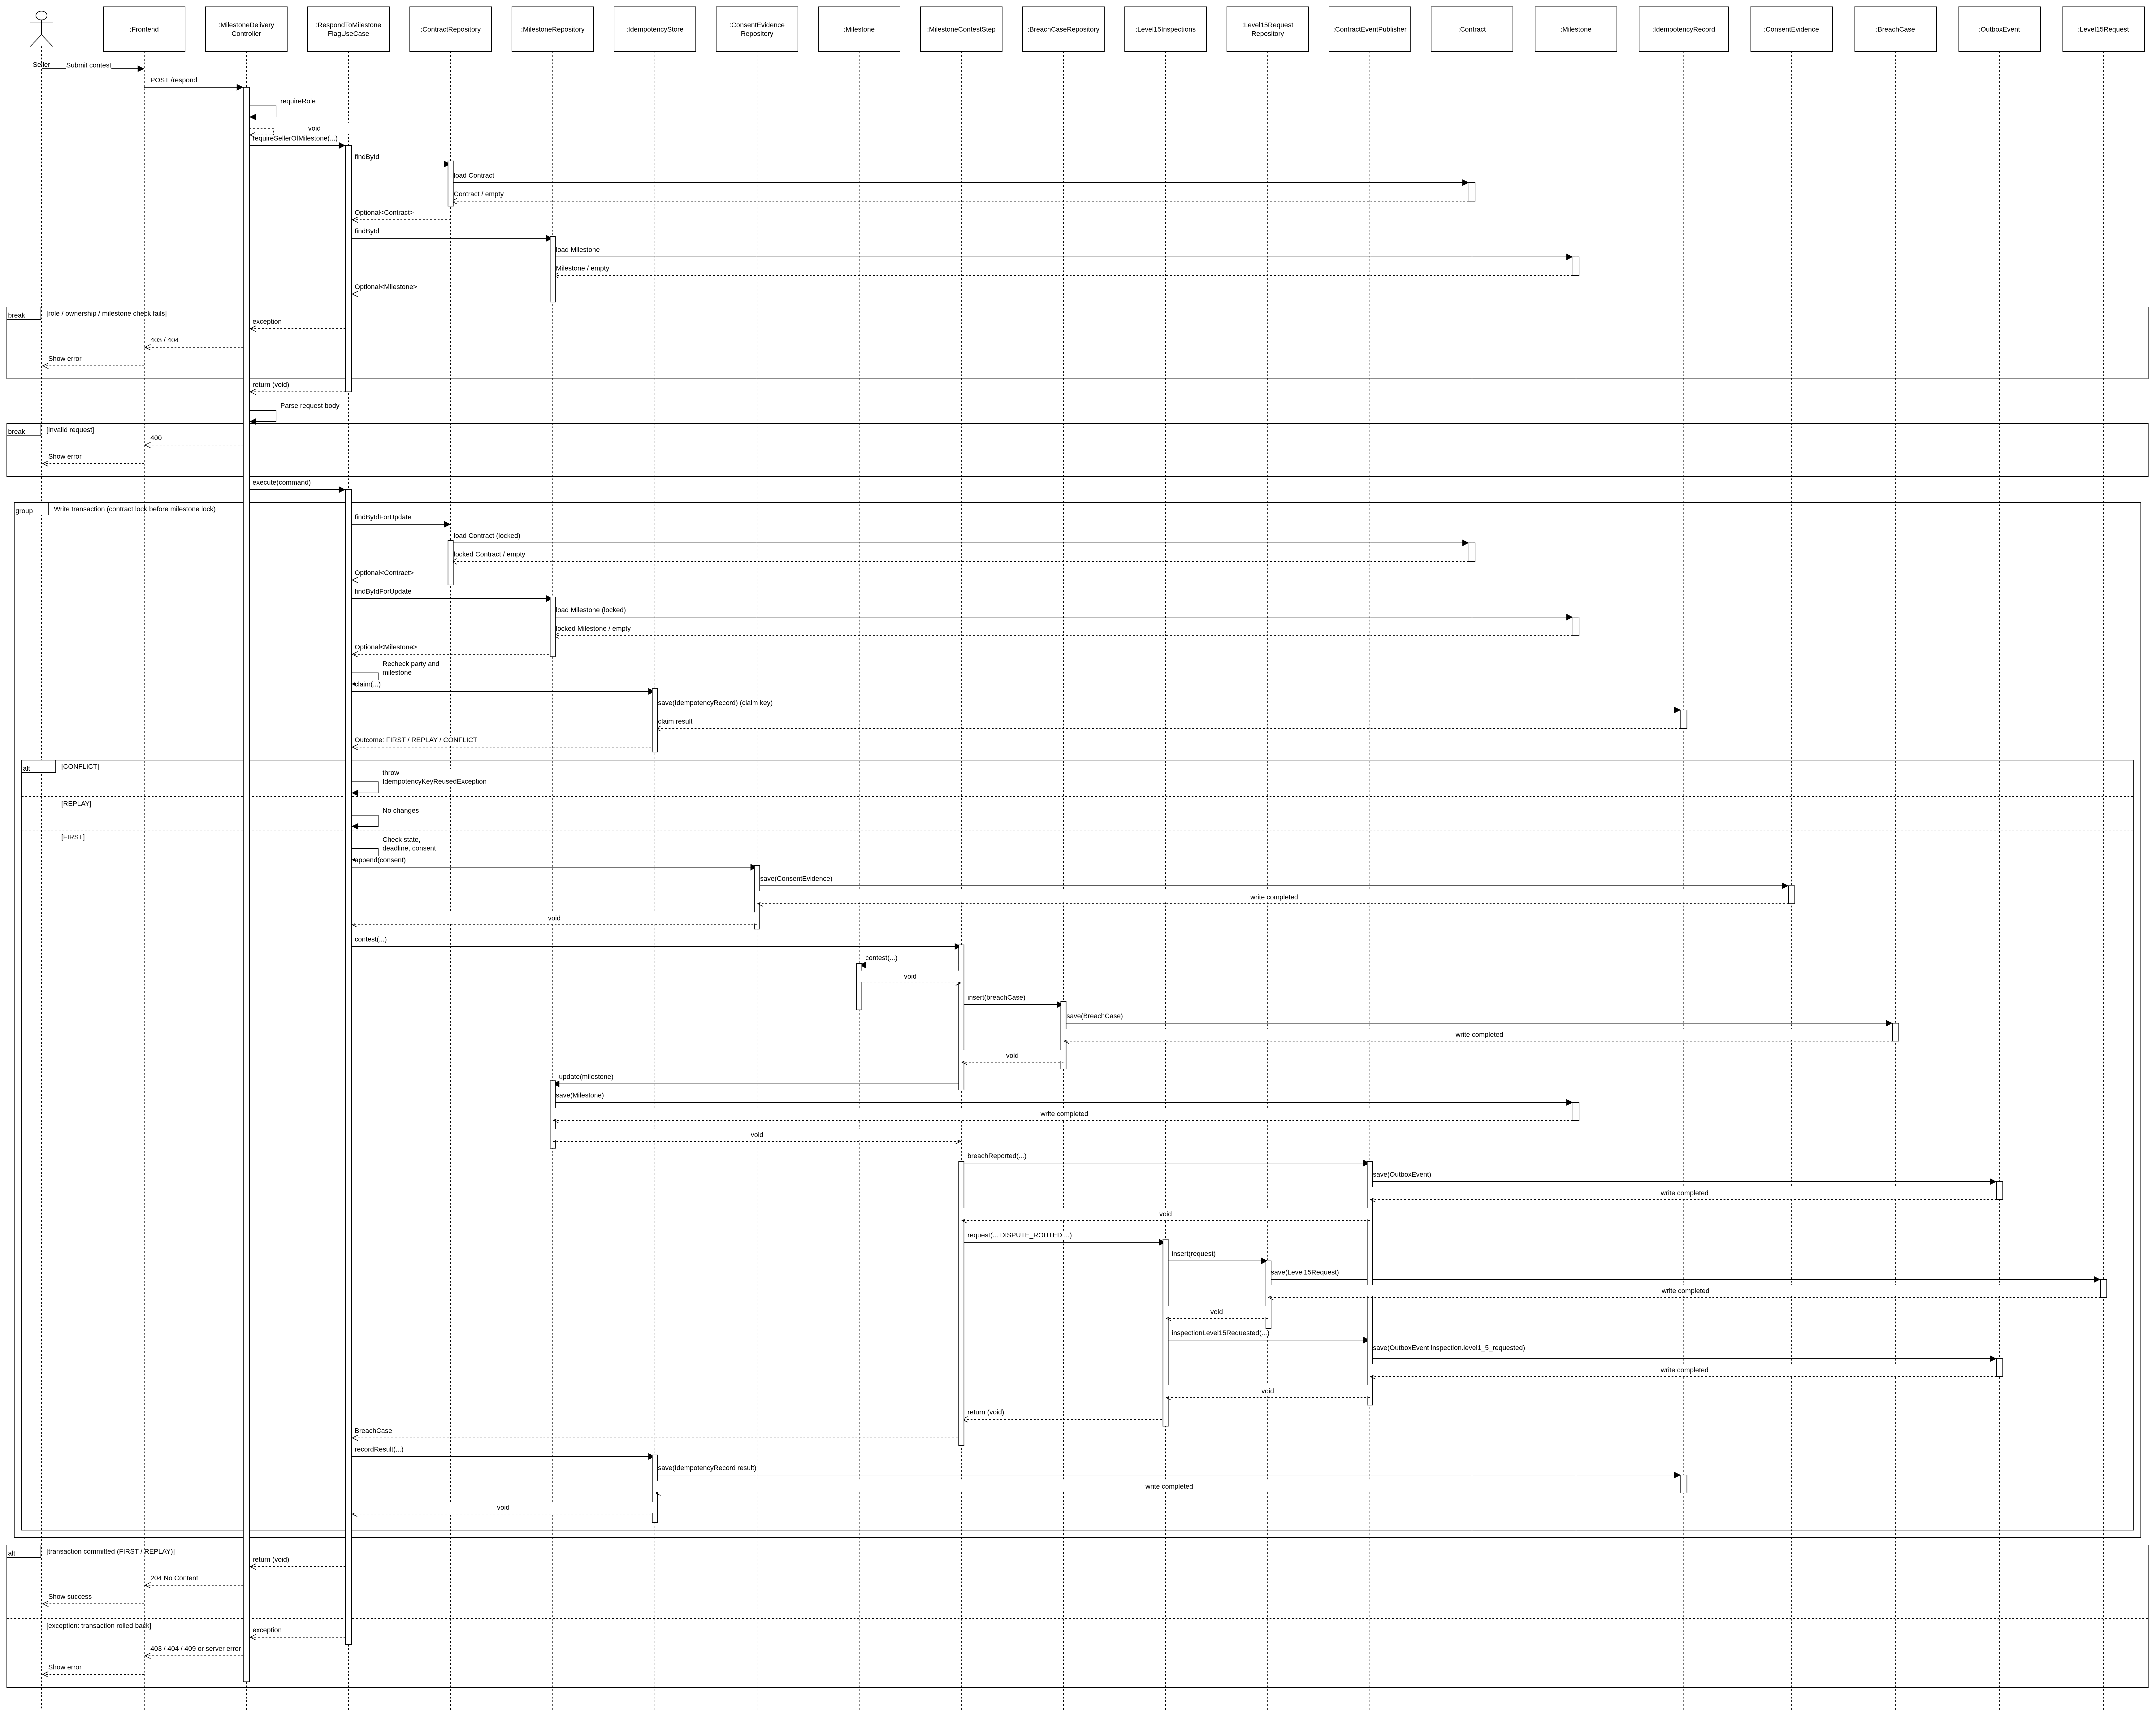 :Frontend
:MilestoneDelivery
Controller
:RespondToMilestone
FlagUseCase
:ContractRepository
:MilestoneRepository
:IdempotencyStore
:ConsentEvidence
Repository
:Milestone
:MilestoneContestStep
:BreachCaseRepository
:Level15Inspections
:Level15Request
Repository
:ContractEventPublisher
:Contract
:Milestone
:IdempotencyRecord
:ConsentEvidence
:BreachCase
:OutboxEvent
:Level15Request
Seller
Submit contest
POST /respond
requireRole
void
requireSellerOfMilestone(...)
findById
load Contract
Contract / empty
Optional<Contract>
findById
load Milestone
Milestone / empty
Optional<Milestone>
break
[role / ownership / milestone check fails]
exception
403 / 404
Show error
return (void)
Parse request body
break
[invalid request]
400
Show error
execute(command)
group
Write transaction (contract lock before milestone lock)
findByIdForUpdate
load Contract (locked)
locked Contract / empty
Optional<Contract>
findByIdForUpdate
load Milestone (locked)
locked Milestone / empty
Optional<Milestone>
Recheck party and
milestone
claim(...)
save(IdempotencyRecord) (claim key)
claim result
Outcome: FIRST / REPLAY / CONFLICT
alt
[CONFLICT]
throw
IdempotencyKeyReusedException
[REPLAY]
No changes
[FIRST]
Check state,
deadline, consent
append(consent)
save(ConsentEvidence)
write completed
void
contest(...)
contest(...)
void
insert(breachCase)
save(BreachCase)
write completed
void
update(milestone)
save(Milestone)
write completed
void
breachReported(...)
save(OutboxEvent)
write completed
void
request(... DISPUTE_ROUTED ...)
insert(request)
save(Level15Request)
write completed
void
inspectionLevel15Requested(...)
save(OutboxEvent inspection.level1_5_requested)
write completed
void
return (void)
BreachCase
recordResult(...)
save(IdempotencyRecord result)
write completed
void
alt
[transaction committed (FIRST / REPLAY)]
return (void)
204 No Content
Show success
[exception: transaction rolled back]
exception
403 / 404 / 409 or server error
Show error